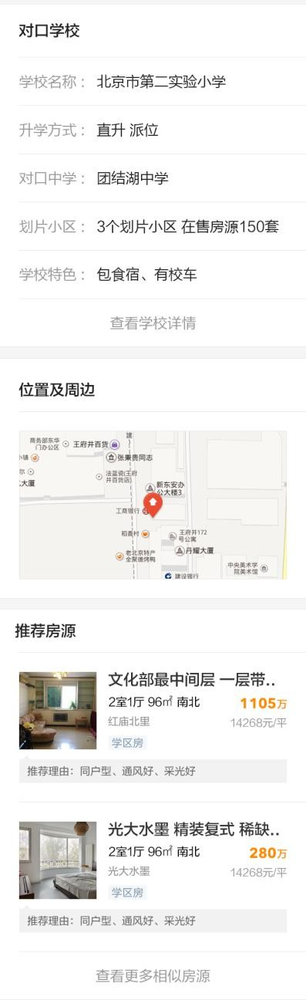 对口学校
学校名称： 北京市第二实验小学
升学方式： 直升 派位
对口中学： 团结湖中学
划片小区： 3个划片小区 在售房源150套
学校特色： 包食宿、有校车
查看学校详情
位置及周边
商务部东华
门办公区
王府井百货
建
小镇
张秉贵同志
尔
法蓝瓷(王府
井百货店)
大厦
新东安办
公大楼3
工商银行
稻香村
王府井172
号公寓
丹耀大厦
老北京特产
全聚德烤鸭
中央美术学
院美术馆
建设银行
推荐房源
文化部最中间层 一层带..
2室1厅 96㎡ 南北 1105万
红庙北里 14268元/平
学区房
推荐理由：同户型、通风好、采光好
光大水墨 精装复式 稀缺..
2室1厅 96㎡ 南北 280万
光大水墨 14268元/平
学区房
推荐理由：同户型、通风好、采光好
查看更多相似房源